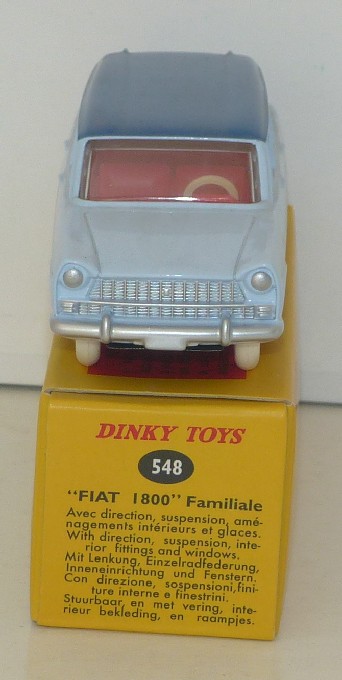 DINKY TOYS
548
"FIAT 1800" Familiale
Avec direction, suspension, amé-
nagements intérieurs et glaces.
With direction, suspension, inte-
rior fittings and windows.
Mit Lenkung, Einzelradfederung,
Inneneinrichtung und Fenstern.
Con direzione, sospensioni, fini-
ture interne e finestrini.
Stuurbaar en met vering, inte-
rieur bekleding, en raampjes.